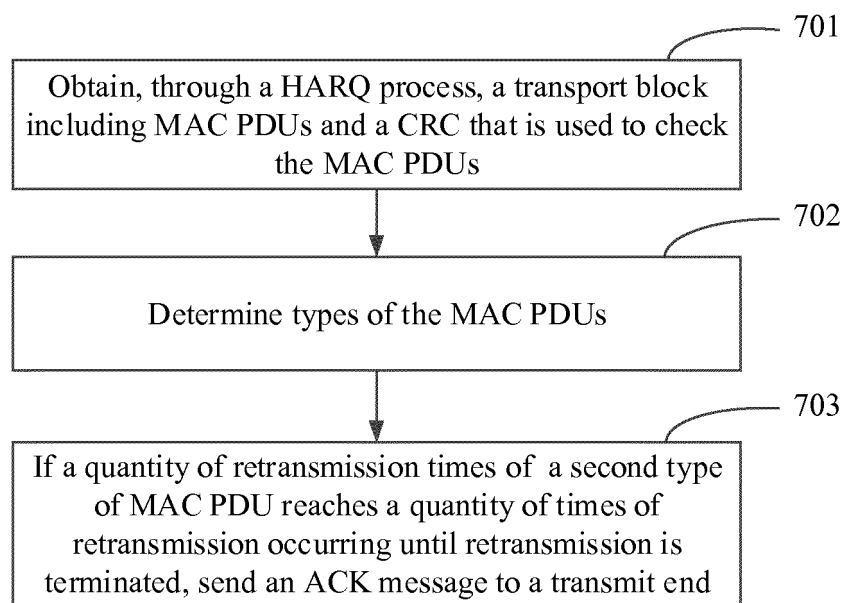 701
Obtain, through a HARQ process, a transport block
including MAC PDUs and a CRC that is used to check
the MAC PDUs
702
Determine types of the MAC PDUs
703
If a quantity of retransmission times of a second type
of MAC PDU reaches a quantity of times of
retransmission occurring until retransmission is
terminated, send an ACK message to a transmit end